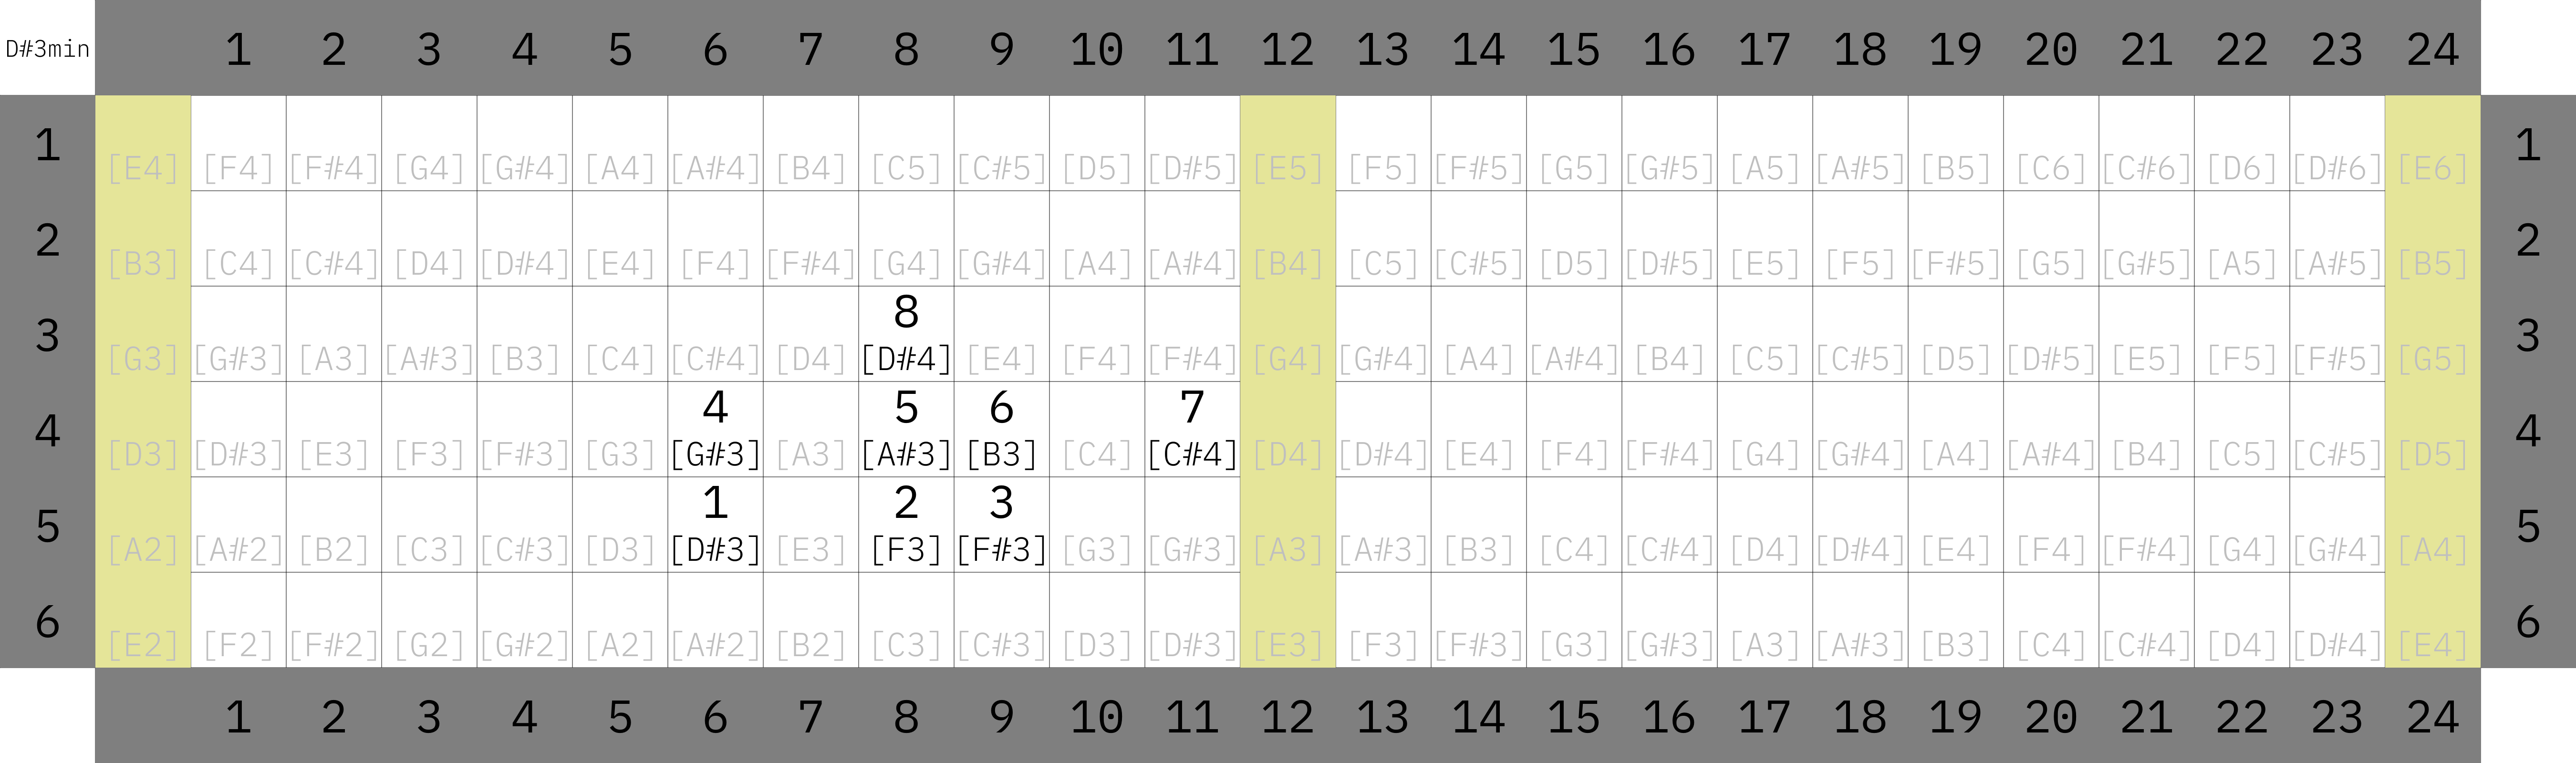 D#3min 1 2 3 4 5 6 7 8 9 10 11 12 13 14 15 16 17 18 19 20 21 22 23 24
1 [E4] [F4] [F#4] [G4] [G#4] [A4] [A#4] [B4] [C5] [C#5] [D5] [D#5] [E5] [F5] [F#5] [G5] [G#5] [A5] [A#5] [B5] [C6] [C#6] [D6] [D#6] [E6] 1
2 [B3] [C4] [C#4] [D4] [D#4] [E4] [F4] [F#4] [G4] [G#4] [A4] [A#4] [B4] [C5] [C#5] [D5] [D#5] [E5] [F5] [F#5] [G5] [G#5] [A5] [A#5] [B5] 2
8
3 [G3] [G#3] [A3] [A#3] [B3] [C4] [C#4] [D4] [D#4] [E4] [F4] [F#4] [G4] [G#4] [A4] [A#4] [B4] [C5] [C#5] [D5] [D#5] [E5] [F5] [F#5] [G5] 3
4 5 6 7
4 [D3] [D#3] [E3] [F3] [F#3] [G3] [G#3] [A3] [A#3] [B3] [C4] [C#4] [D4] [D#4] [E4] [F4] [F#4] [G4] [G#4] [A4] [A#4] [B4] [C5] [C#5] [D5] 4
1 2 3
5 [A2] [A#2] [B2] [C3] [C#3] [D3] [D#3] [E3] [F3] [F#3] [G3] [G#3] [A3] [A#3] [B3] [C4] [C#4] [D4] [D#4] [E4] [F4] [F#4] [G4] [G#4] [A4] 5
6 [E2] [F2] [F#2] [G2] [G#2] [A2] [A#2] [B2] [C3] [C#3] [D3] [D#3] [E3] [F3] [F#3] [G3] [G#3] [A3] [A#3] [B3] [C4] [C#4] [D4] [D#4] [E4] 6
1 2 3 4 5 6 7 8 9 10 11 12 13 14 15 16 17 18 19 20 21 22 23 24